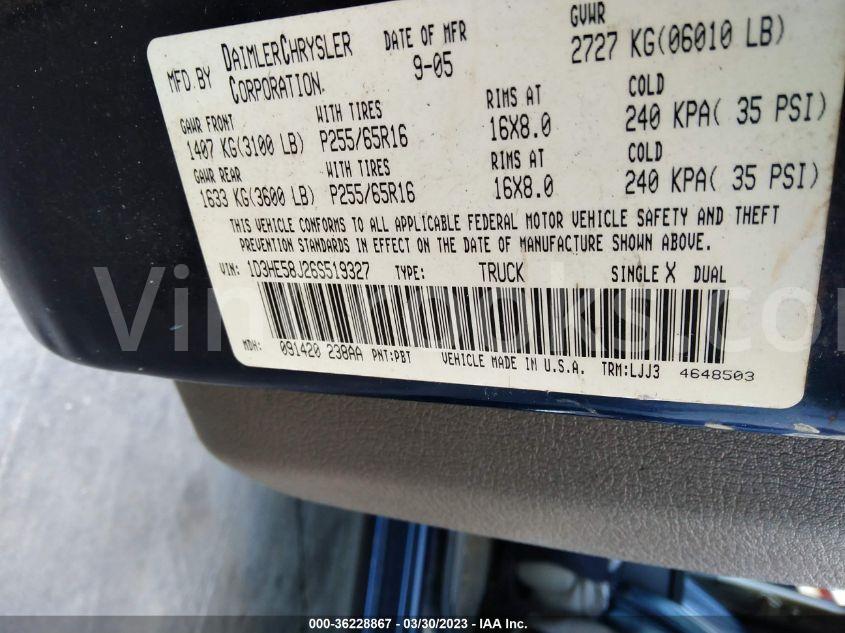 MFD BY DAIMLERCHRYSLER CORPORATION DATE OF MFR 9-05 GVWR 2727 KG(06010 LB)
GAWR FRONT WITH TIRES RIMS AT COLD
1407 KG(3100 LB) P255/65R16 16X8.0 240 KPA( 35 PSI)
GAWR REAR WITH TIRES RIMS AT COLD
1633 KG(3600 LB) P255/65R16 16X8.0 240 KPA( 35 PSI)
THIS VEHICLE CONFORMS TO ALL APPLICABLE FEDERAL MOTOR VEHICLE SAFETY AND THEFT
PREVENTION STANDARDS IN EFFECT ON THE DATE OF MANUFACTURE SHOWN ABOVE.
VIN: 1D3HE58J26S519327 TYPE: TRUCK SINGLE X DUAL
MDH: 091420 238AA PNT:PBT VEHICLE MADE IN U.S.A. TRM:LJJ3 4648503
000-36228867 - 03/30/2023 - IAA Inc.